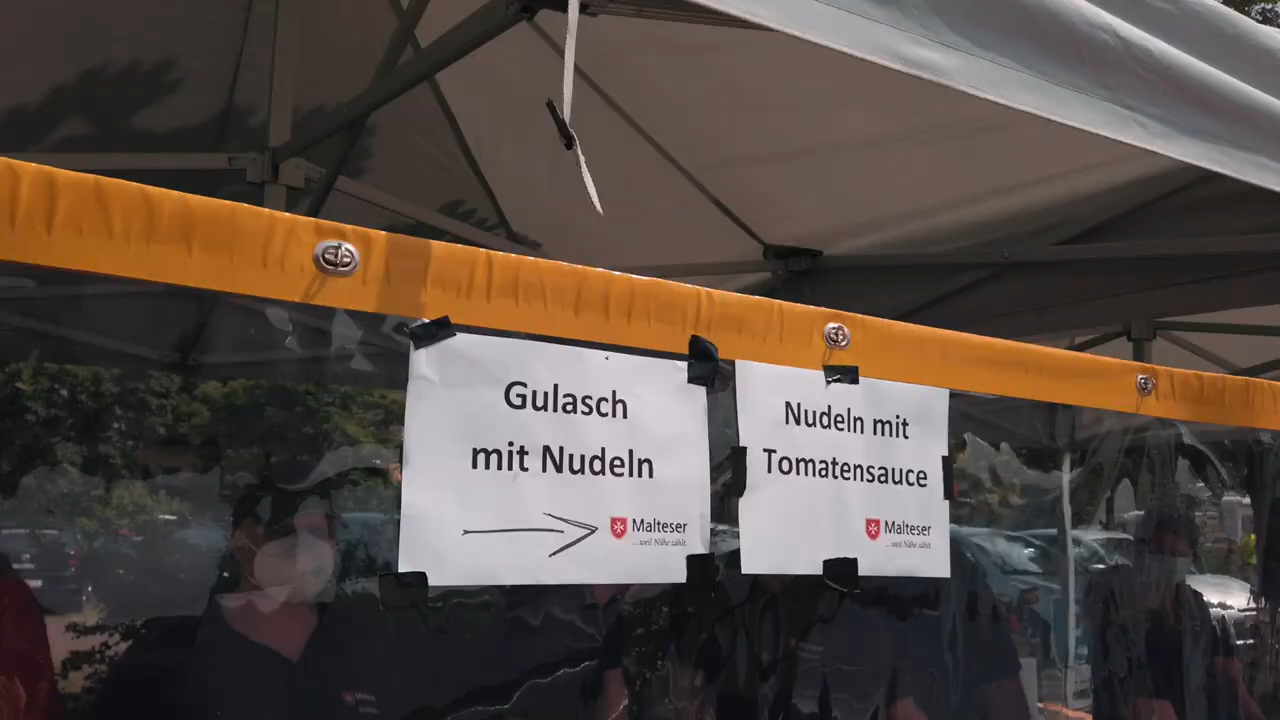 Gulasch
mit Nudeln
Malteser
...weil Nähe zählt.
Nudeln mit
Tomatensauce
Malteser
...weil Nähe zählt.